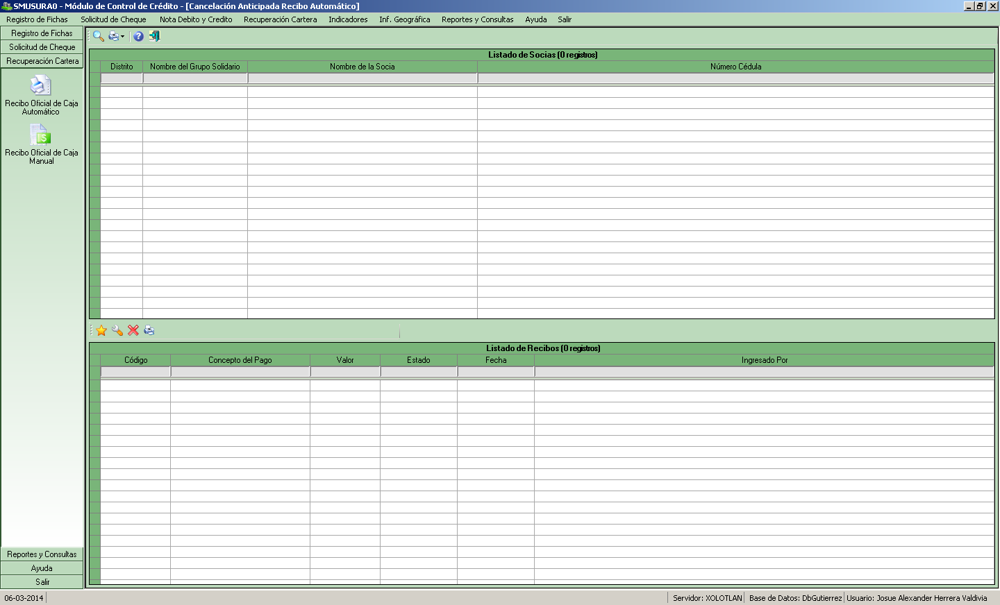 SMUSURA0 - Módulo de Control de Crédito - [Cancelación Anticipada Recibo Automático]
Registro de Fichas Solicitud de Cheque Nota Debito y Credito Recuperación Cartera Indicadores Inf. Geográfica Reportes y Consultas Ayuda Salir
Registro de Fichas
Solicitud de Cheque
Recuperación Cartera
Recibo Oficial de Caja
Automático
Recibo Oficial de Caja
Manual
Reportes y Consultas
Ayuda
Salir
Listado de Socias (0 registros)
Distrito Nombre del Grupo Solidario Nombre de la Socia Número Cédula
Listado de Recibos (0 registros)
Código Concepto del Pago Valor Estado Fecha Ingresado Por
06-03-2014 Servidor: XOLOTLAN Base de Datos: DbGutierrez Usuario: Josue Alexander Herrera Valdivia